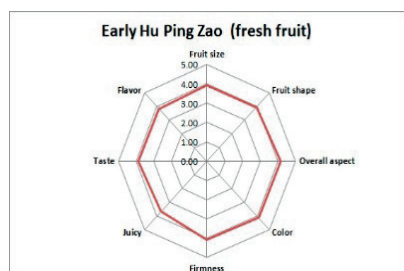 Early Hu Ping Zao (fresh fruit)
Fruit size
5.00
4.00
3.00
2.00
1.00
0.00
Flavor
Fruit shape
Taste
Overall aspect
Juicy
Color
Firmness